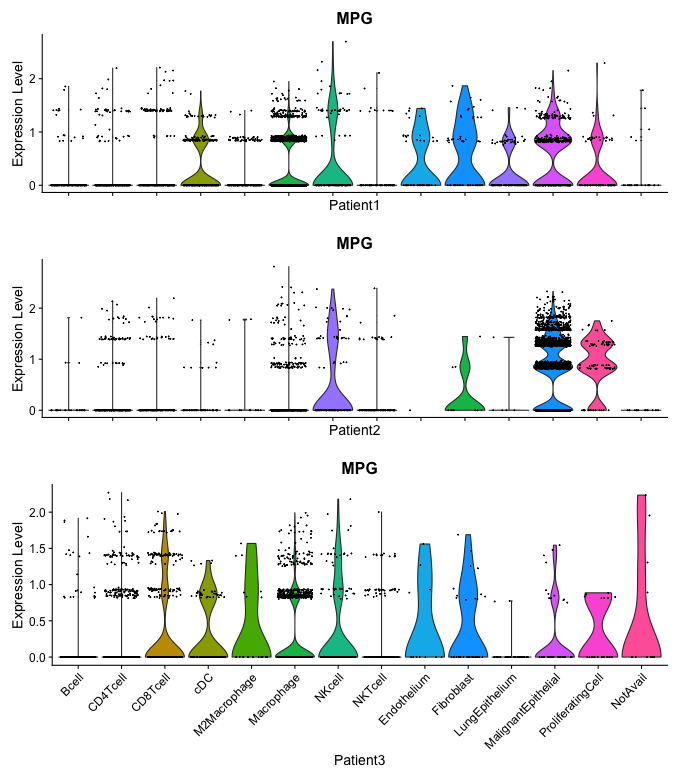 MPG
Expression Level
2
1
0
Patient1
MPG
Expression Level
2
1
0
Patient2
MPG
Expression Level
2.0
1.5
1.0
0.5
0.0
Bcell
CD4Tcell
CD8Tcell
cDC
M2Macrophage
Macrophage
NKcell
NKTcell
Endothelium
Fibroblast
LungEpithelium
MalignantEpithelial
ProliferatingCell
NotAvail
Patient3